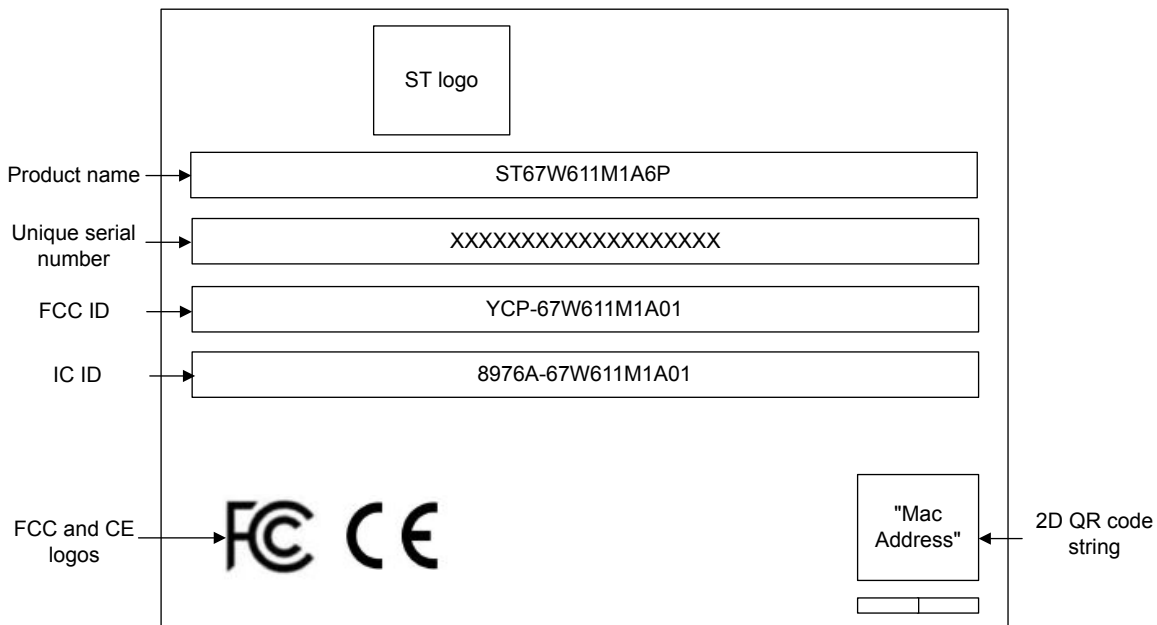 ST logo
Product name
ST67W611M1A6P
Unique serial
number
XXXXXXXXXXXXXXXXXXX
FCC ID
YCP-67W611M1A01
IC ID
8976A-67W611M1A01
FCC and CE
logos
FC CE
"Mac
Address"
2D QR code
string